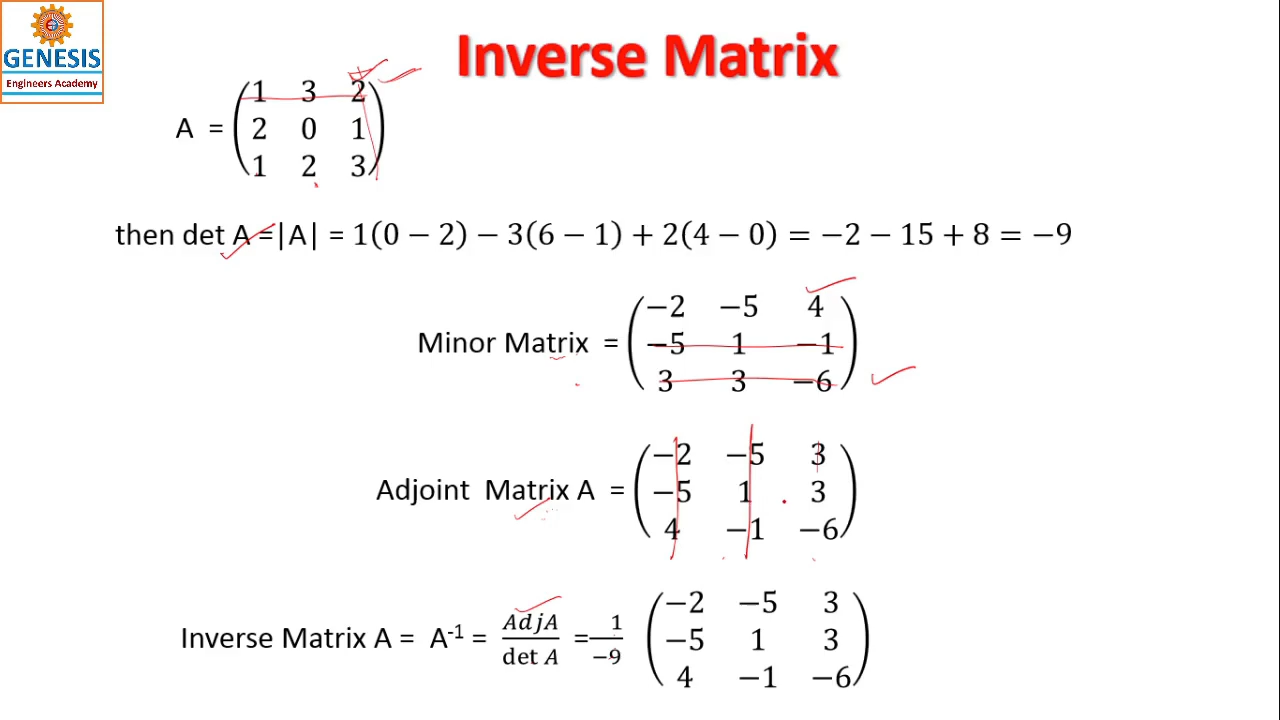 GENESIS
Engineers Academy
Inverse Matrix
A = (1 3 2
2 0 1
1 2 3)
then det A =|A| = 1(0 − 2) − 3(6 − 1) + 2(4 − 0) = −2 − 15 + 8 = −9
Minor Matrix = (−2 −5 4
−5 1 −1
3 3 −6)
Adjoint Matrix A = (−2 −5 3
−5 1 3
4 −1 −6)
Inverse Matrix A = A⁻¹ = AdjA/det A = 1/−9 (−2 −5 3
−5 1 3
4 −1 −6)